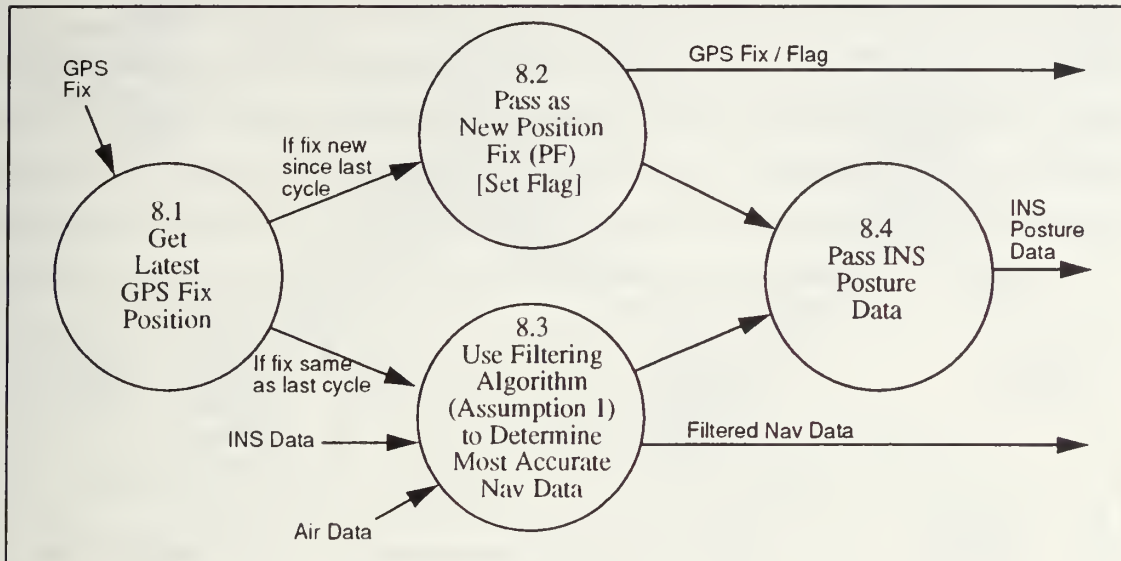 GPS
Fix
8.1
Get
Latest
GPS Fix
Position
If fix new
since last
cycle
If fix same
as last cycle
8.2
Pass as
New Position
Fix (PF)
[Set Flag]
GPS Fix / Flag
8.3
Use Filtering
Algorithm
(Assumption 1)
to Determine
Most Accurate
Nav Data
INS Data
Air Data
Filtered Nav Data
8.4
Pass INS
Posture
Data
INS
Posture
Data